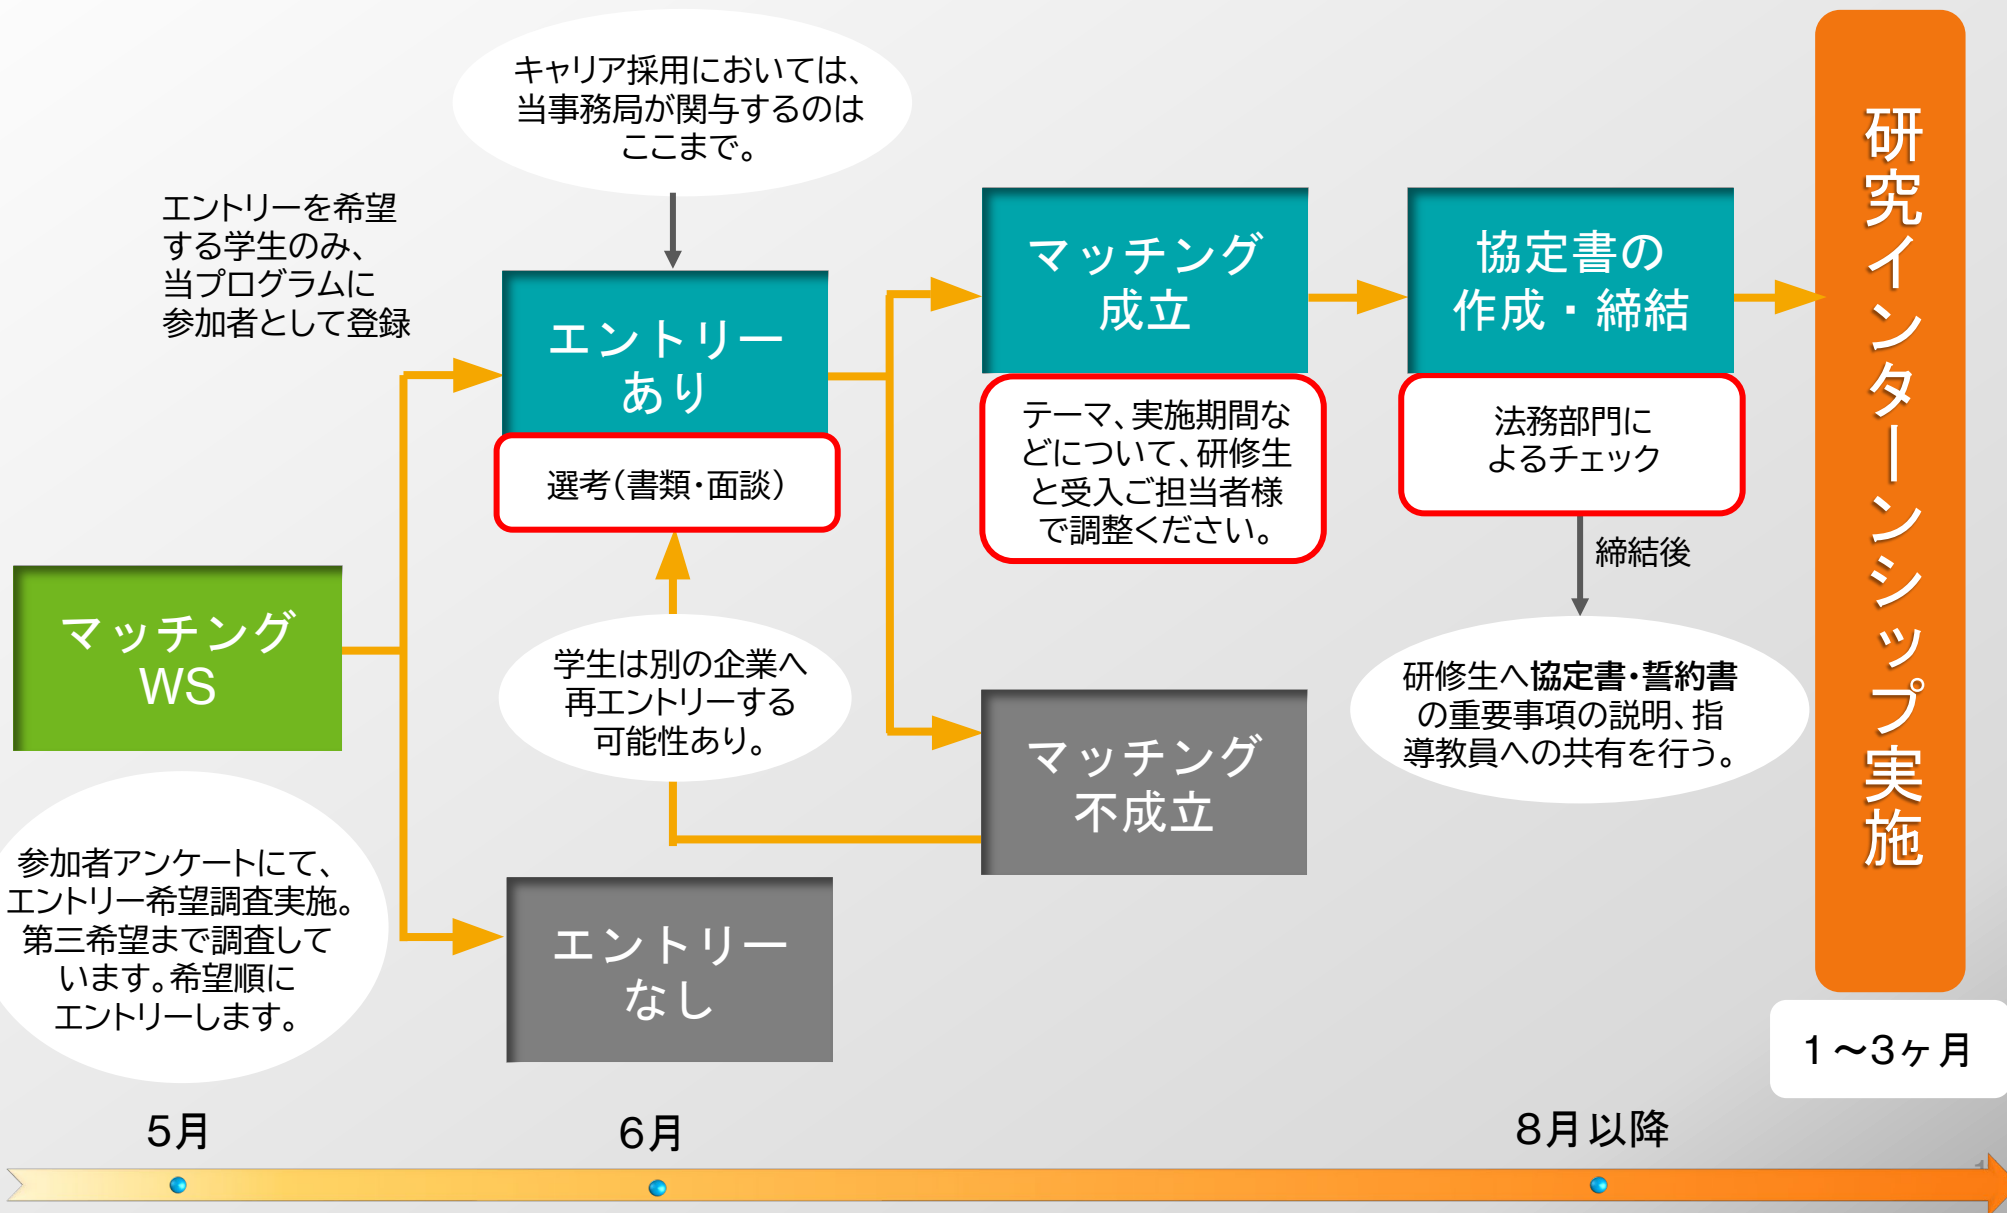 キャリア採用においては、
当事務局が関与するのは
ここまで。
エントリーを希望
する学生のみ、
当プログラムに
参加者として登録
エントリー
あり
選考(書類・面談)
マッチング
成立
テーマ、実施期間な
どについて、研修生
と受入ご担当者様
で調整ください。
協定書の
作成・締結
法務部門に
よるチェック
締結後
研修生へ協定書・誓約書
の重要事項の説明、指
導教員への共有を行う。
研究インターンシップ実施
1～3ヶ月
マッチング
WS
参加者アンケートにて、
エントリー希望調査実施。
第三希望まで調査して
います。希望順に
エントリーします。
学生は別の企業へ
再エントリーする
可能性あり。
マッチング
不成立
エントリー
なし
5月
6月
8月以降